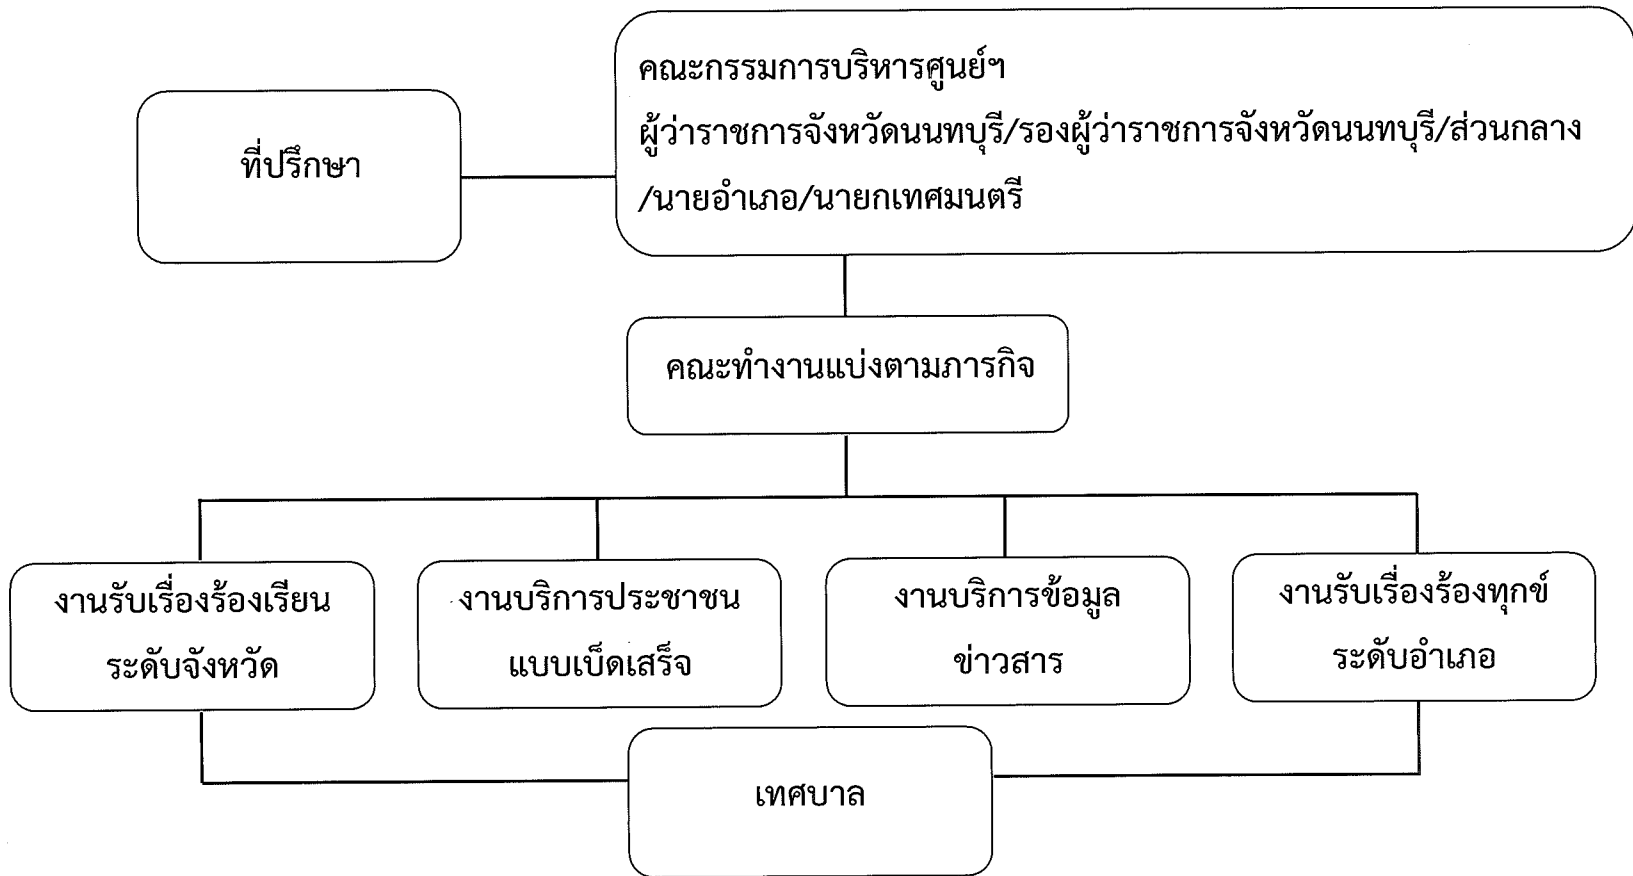 คณะกรรมการบริหารศูนย์ฯ
ผู้ว่าราชการจังหวัดนนทบุรี/รองผู้ว่าราชการจังหวัดนนทบุรี/ส่วนกลาง
/นายอำเภอ/นายกเทศมนตรี
ที่ปรึกษา
คณะทำงานแบ่งตามภารกิจ
งานรับเรื่องร้องเรียน
ระดับจังหวัด
งานบริการประชาชน
แบบเบ็ดเสร็จ
งานบริการข้อมูล
ข่าวสาร
งานรับเรื่องร้องทุกข์
ระดับอำเภอ
เทศบาล